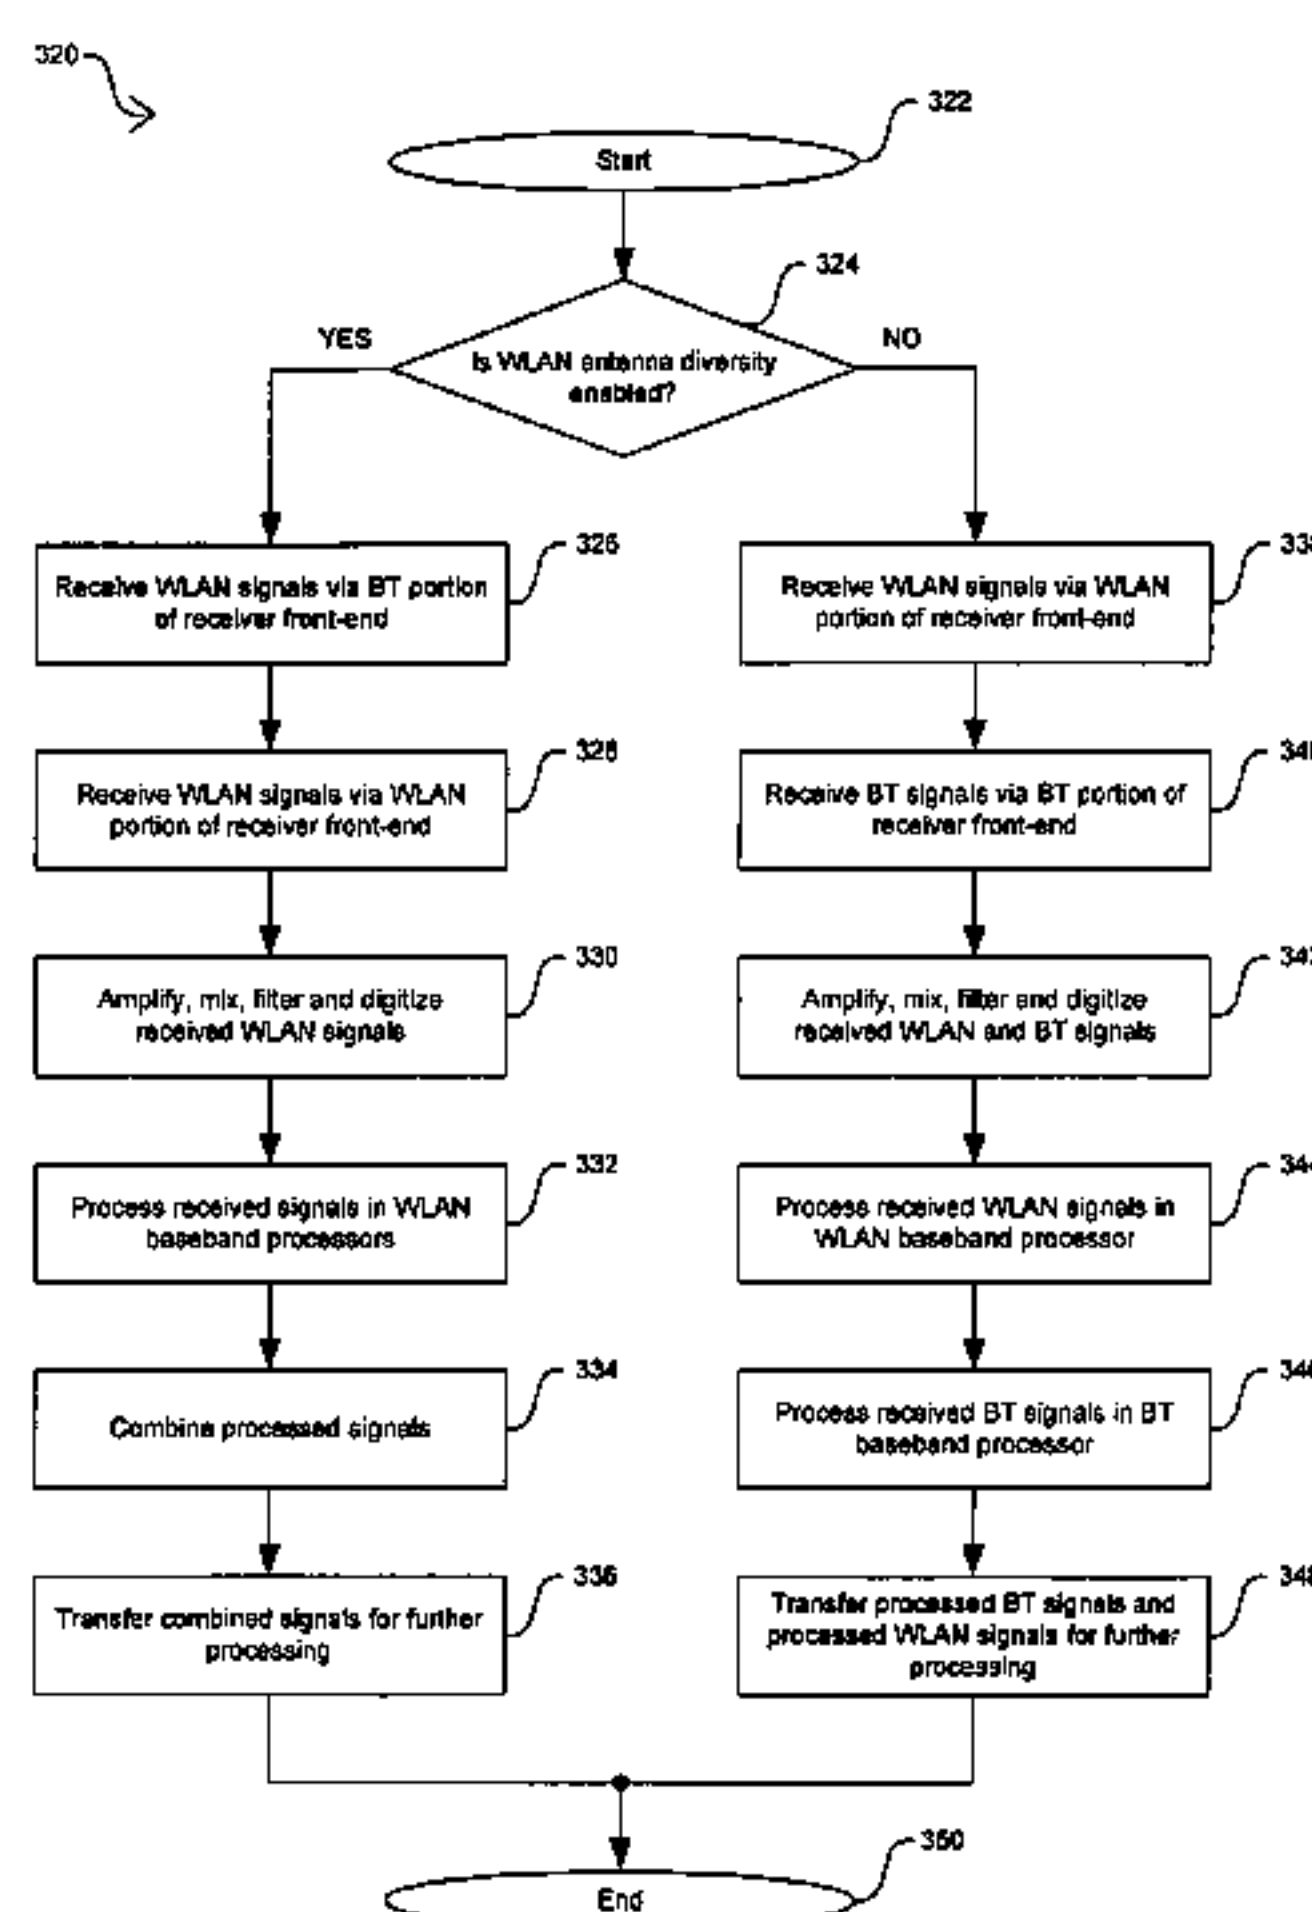 320
322
Start
324
YES
NO
Is WLAN antenna diversity
enabled?
326
Receive WLAN signals via BT portion
of receiver front-end
Receive WLAN signals via WLAN
portion of receiver front-end
328
Receive WLAN signals via WLAN
portion of receiver front-end
Receive BT signals via BT portion of
receiver front-end
330
Amplify, mix, filter and digitize
received WLAN signals
Amplify, mix, filter and digitize
received WLAN and BT signals
332
344
Process received signals in WLAN
baseband processors
Process received WLAN signals in
WLAN baseband processor
334
Combine processed signals
Process received BT signals in BT
baseband processor
336
Transfer combined signals for further
processing
Transfer processed BT signals and
processed WLAN signals for further
processing
350
End